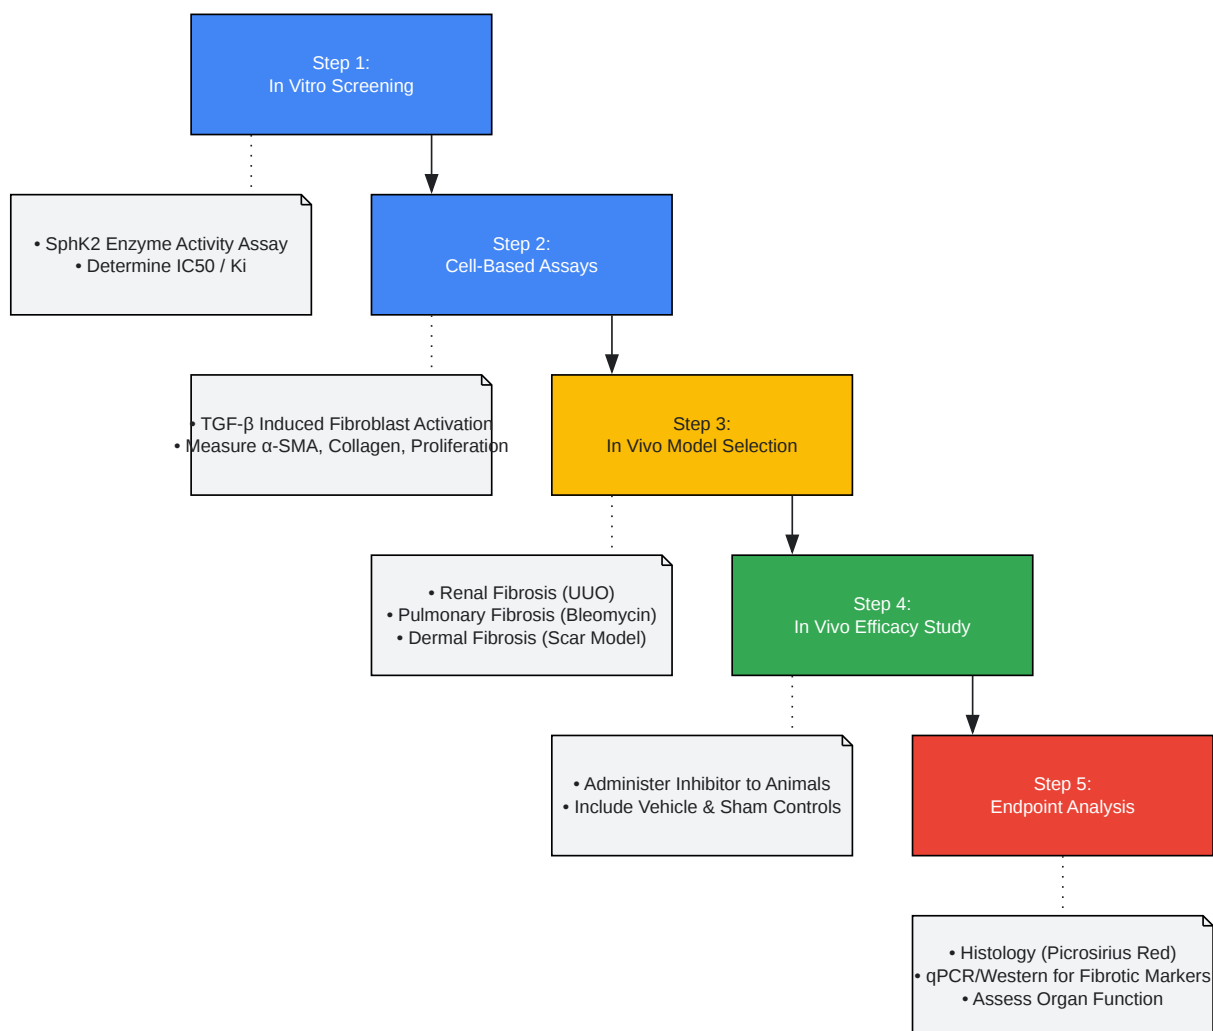 Step 1:
In Vitro Screening
• SphK2 Enzyme Activity Assay
• Determine IC50 / Ki
Step 2:
Cell-Based Assays
• TGF-β Induced Fibroblast Activation
• Measure α-SMA, Collagen, Proliferation
Step 3:
In Vivo Model Selection
• Renal Fibrosis (UUO)
• Pulmonary Fibrosis (Bleomycin)
• Dermal Fibrosis (Scar Model)
Step 4:
In Vivo Efficacy Study
• Administer Inhibitor to Animals
• Include Vehicle & Sham Controls
Step 5:
Endpoint Analysis
• Histology (Picrosirius Red)
• qPCR/Western for Fibrotic Markers
• Assess Organ Function